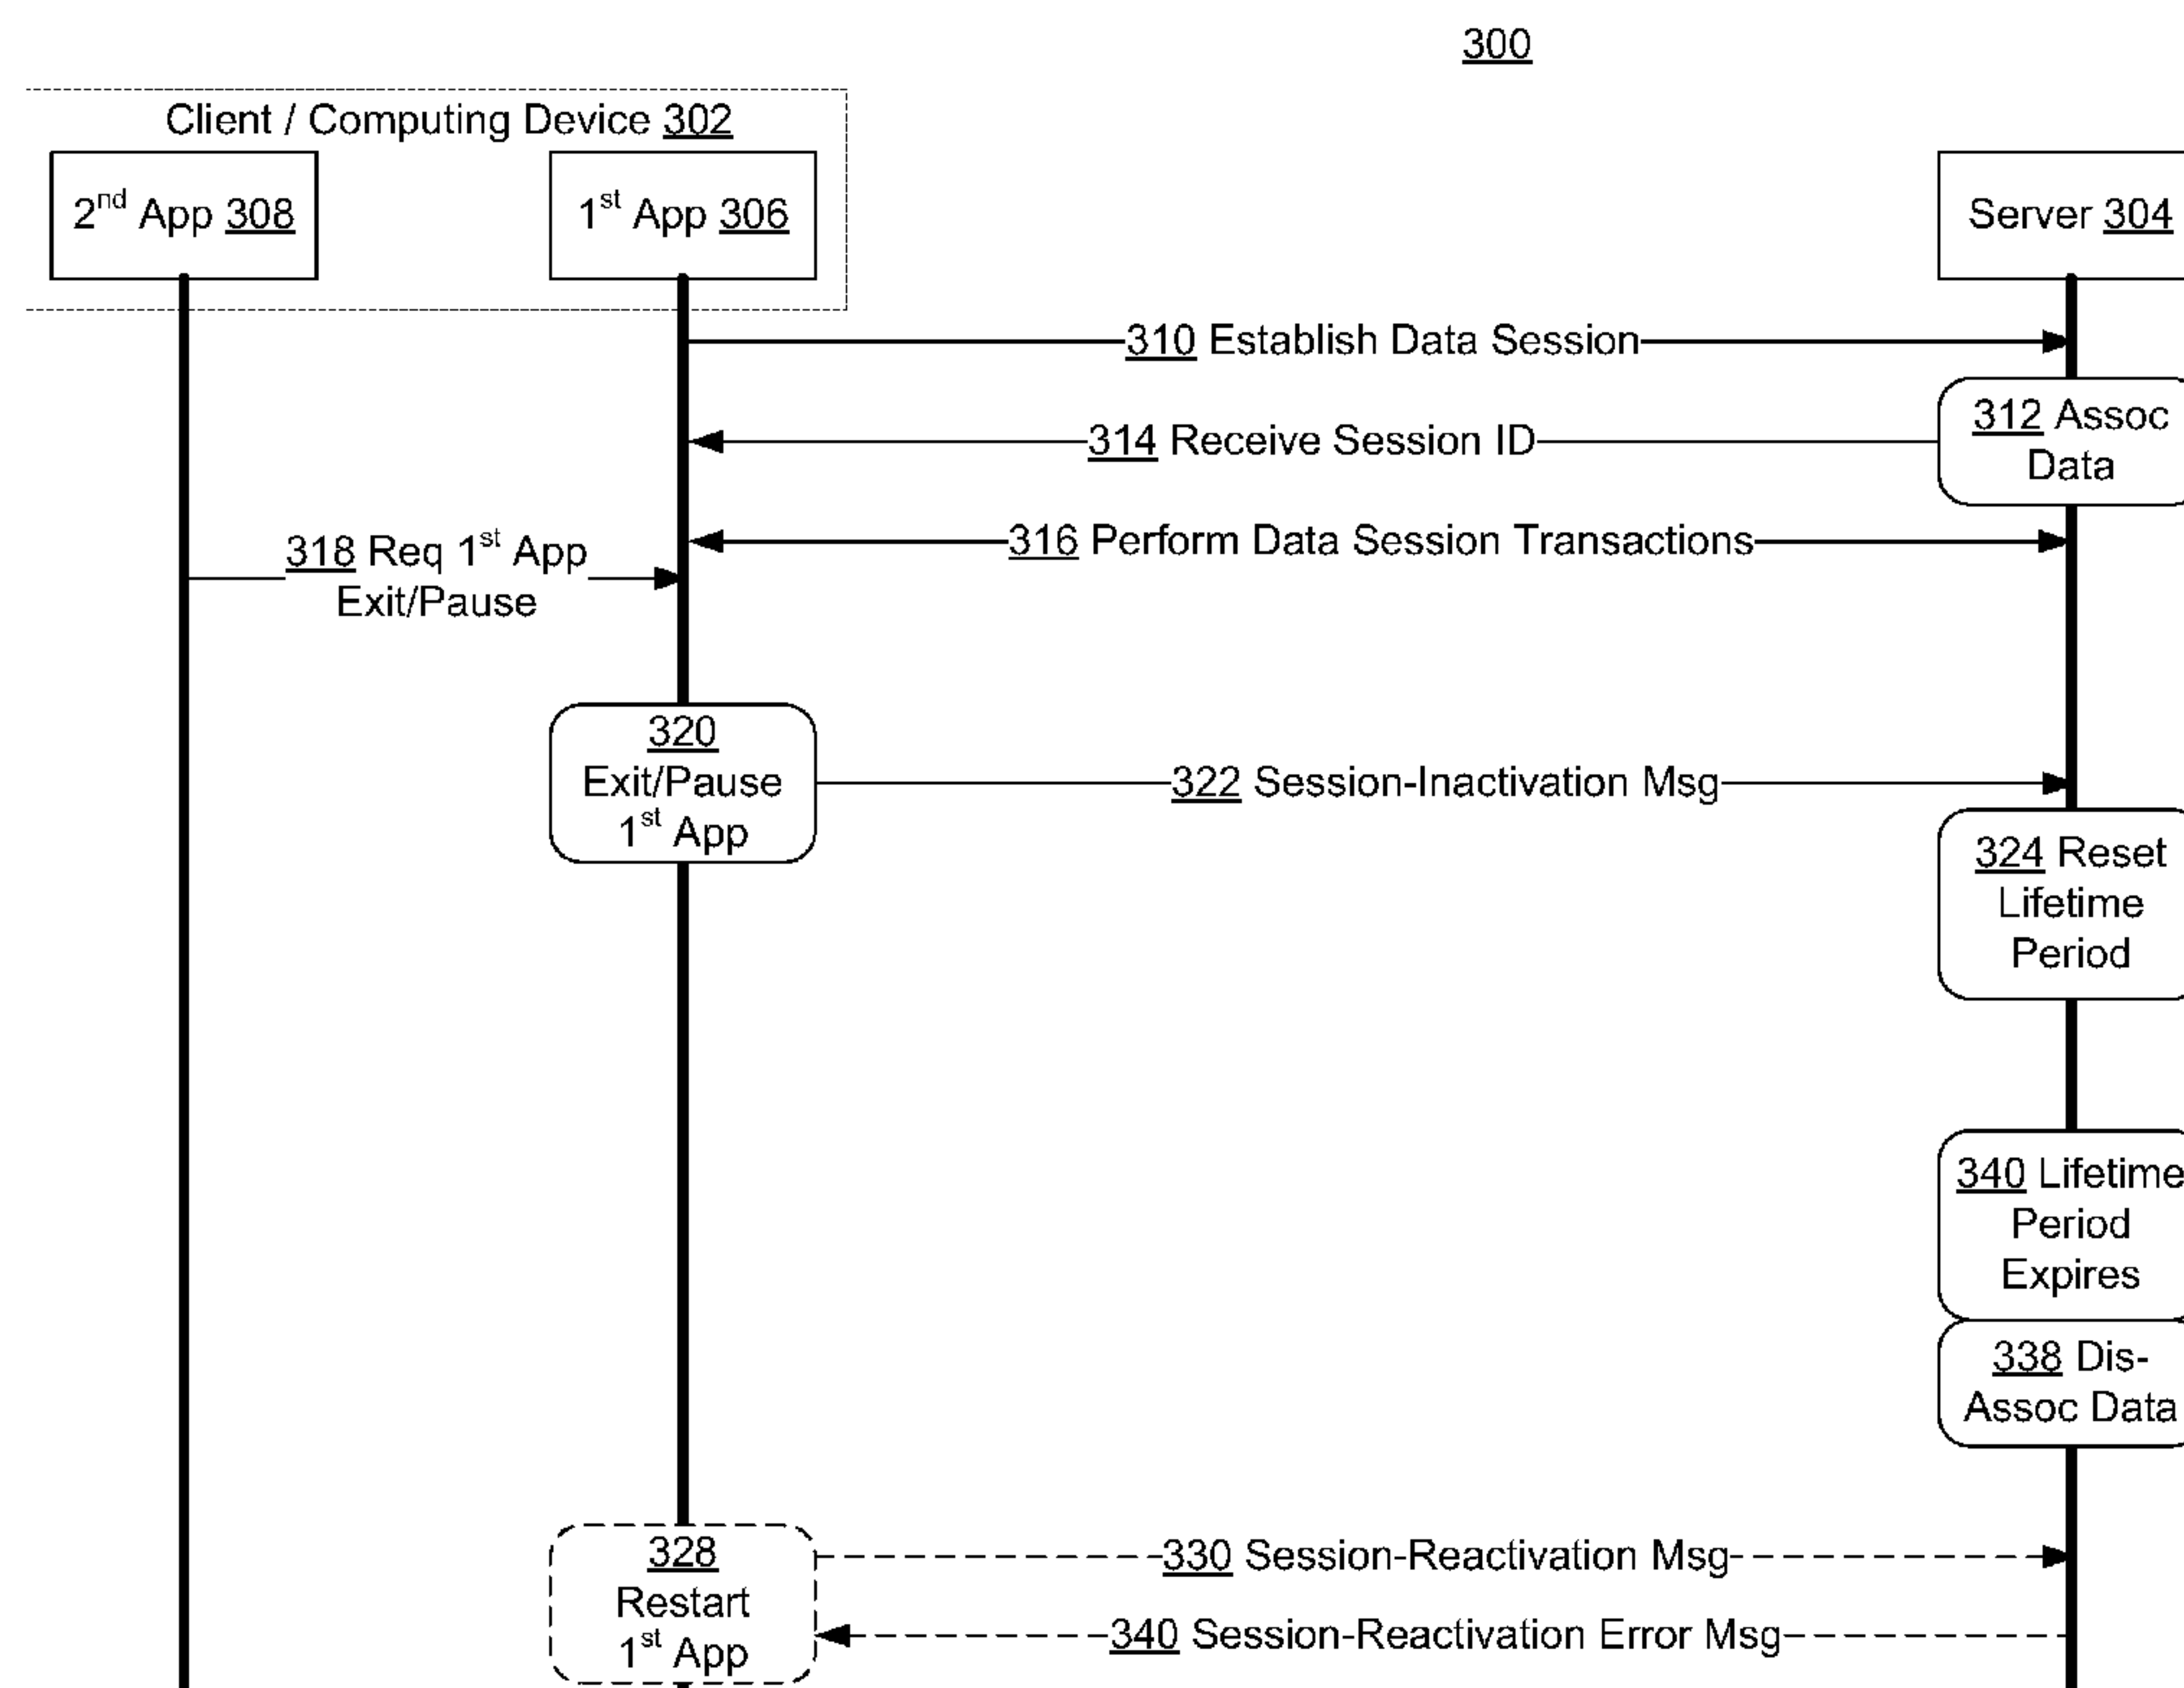 300
Client / Computing Device 302
2nd App 308
1st App 306
Server 304
310 Establish Data Session
312 Assoc
Data
314 Receive Session ID
316 Perform Data Session Transactions
318 Req 1st App
Exit/Pause
320
Exit/Pause
1st App
322 Session-Inactivation Msg
324 Reset
Lifetime
Period
340 Lifetime
Period
Expires
338 Dis-
Assoc Data
328
Restart
1st App
330 Session-Reactivation Msg
340 Session-Reactivation Error Msg